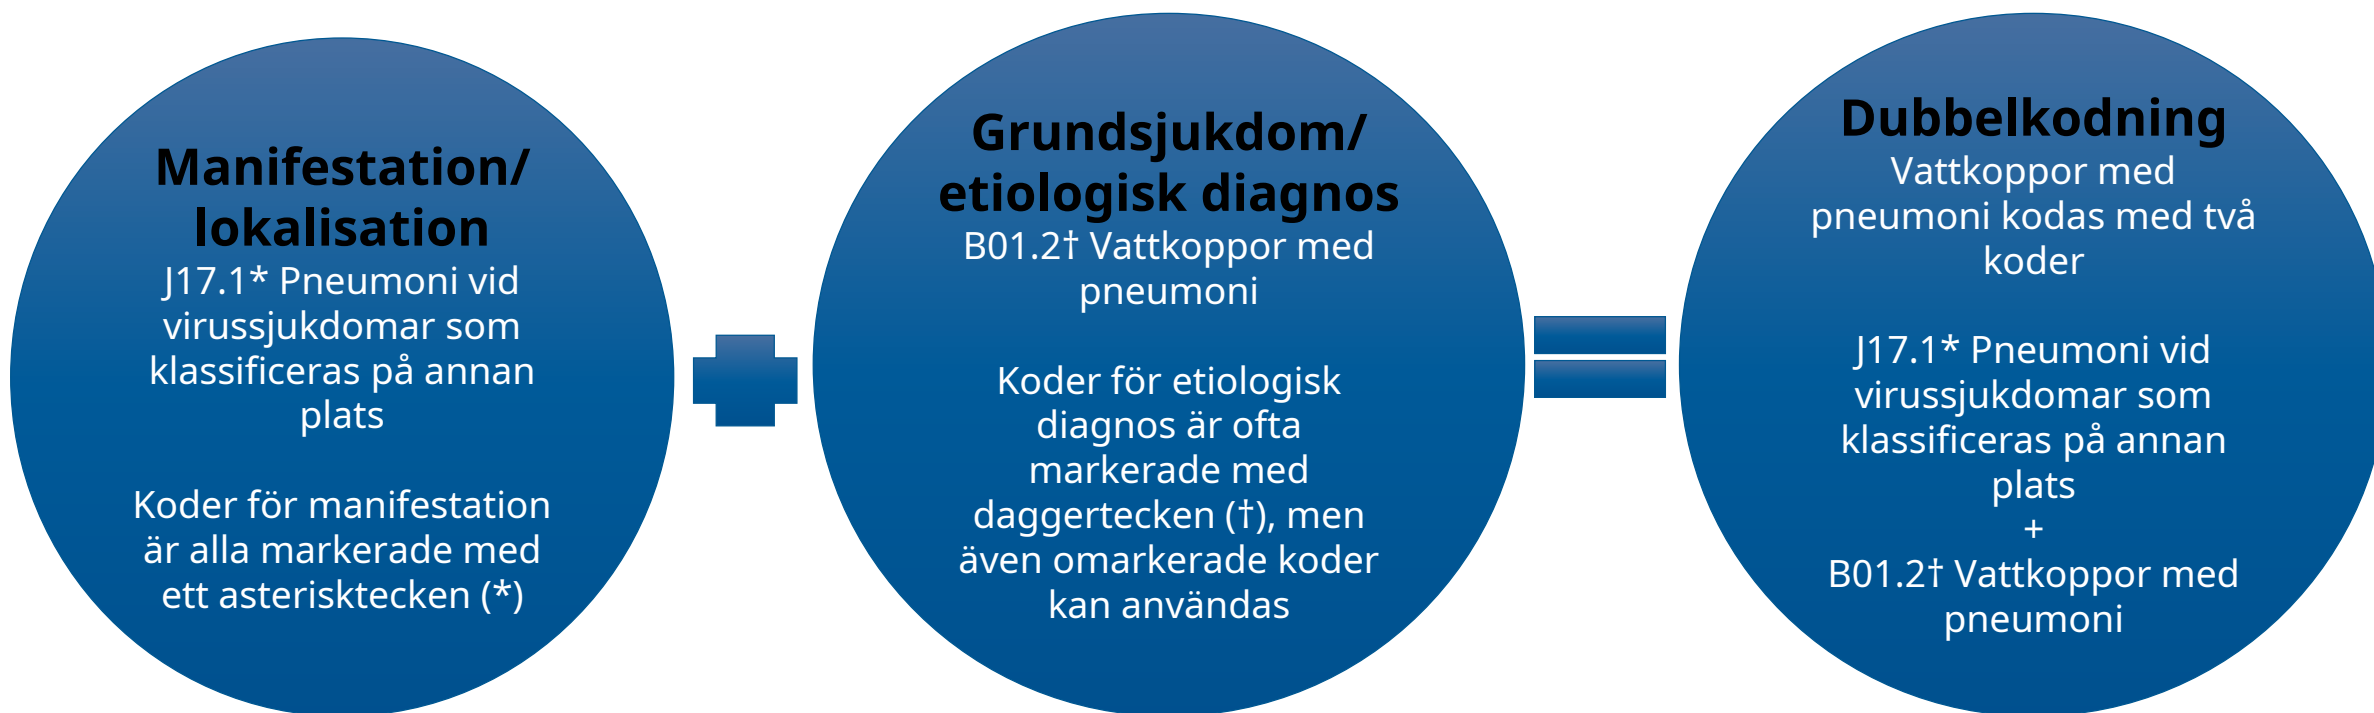 Manifestation/
lokalisation
J17.1* Pneumoni vid
virussjukdomar som
klassificeras på annan
plats
Koder för manifestation
är alla markerade med
ett asterisktecken (*)
Grundsjukdom/
etiologisk diagnos
B01.2† Vattkoppor med
pneumoni
Koder för etiologisk
diagnos är ofta
markerade med
daggertecken (†), men
även omarkerade koder
kan användas
Dubbelkodning
Vattkoppor med
pneumoni kodas med två
koder
J17.1* Pneumoni vid
virussjukdomar som
klassificeras på annan
plats
+
B01.2† Vattkoppor med
pneumoni